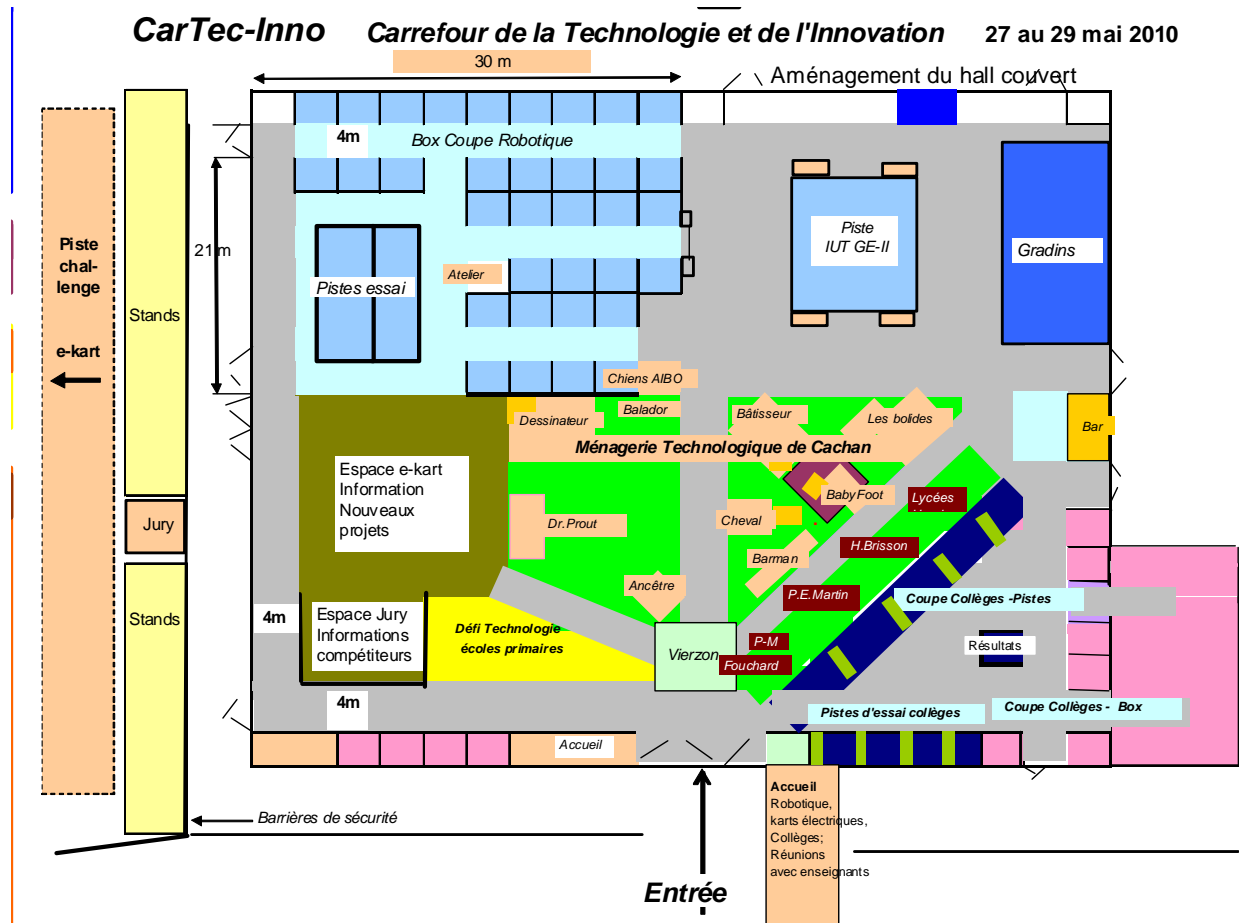 CarTec-Inno Carrefour de la Technologie et de l'Innovation 27 au 29 mai 2010
30 m
Aménagement du hall couvert
4m
Box Coupe Robotique
21 m
Piste
chal-
lenge
e-kart
Stands
Pistes essai
Atelier
Piste
IUT GE-II
Gradins
Chiens AIBO
Dessinateur
Balador
Bâtisseur
Les bolides
Bar
Ménagerie Technologique de Cachan
Espace e-kart
Information
Nouveaux
projets
Jury
Dr.Prout
Cheval
BabyFoot
Lycées
H.Brisson
Barman
Ancêtre
P.E.Martin
Coupe Collèges -Pistes
Stands
4m
Espace Jury
Informations
compétiteurs
Défi Technologie
écoles primaires
Vierzon
P-M
Fouchard
Résultats
4m
Pistes d'essai collèges
Coupe Collèges - Box
Accueil
Accueil
Robotique,
karts électriques,
Collèges;
Réunions
avec enseignants
Barrières de sécurité
Entrée